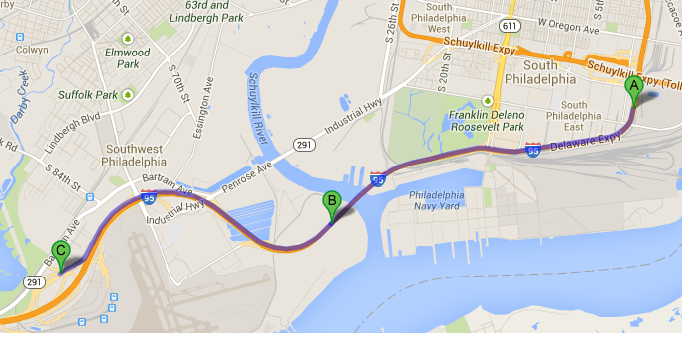 63rd and
Lindbergh Park
rby
Colwyn
Elmwood
Park
Darby Creek
Suffolk Park
S 70th St
Essington Ave
Lindbergh Blvd
k Rd
S 84th St
Southwest
Philadelphia
Schuylkill River
291
Industrial Hwy
Penrose Ave
Bartram Ave
95
Industrial Hwy
Bartram Ave
C
291
B
S 26th St
South
Philadelphia
West
W Oregon Ave
611
Schuylkill Expy
S 20th St
South
Philadelphia
Schuylkill Expy (Toll
A
Franklin Deleno
Roosevelt Park
South
Philadelphia
East
95
Delaware Expy
95
Philadelphia
Navy Yard